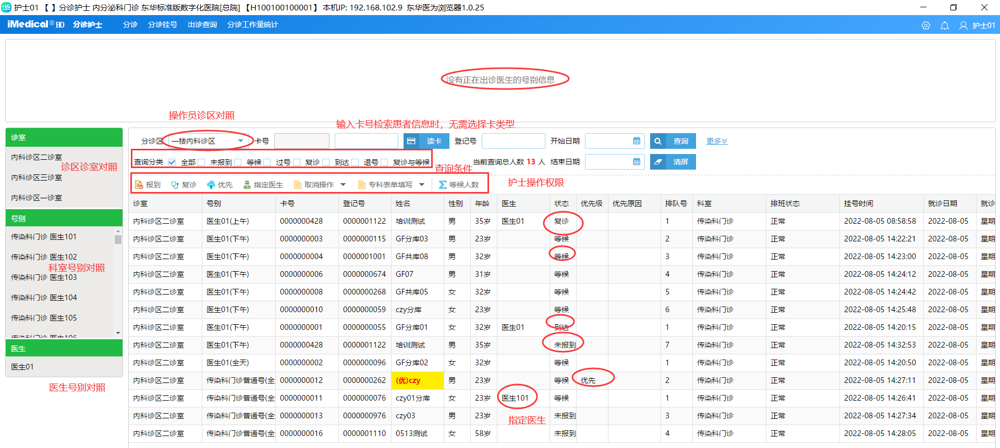 护士01 【 】分诊护士 内分泌科门诊 东华标准版数字化医院[总院] 【H100100100001】 本机IP: 192.168.102.9 东华医为浏览器1.0.25
iMedical® HO 分诊护士 分诊 分诊挂号 出诊查询 分诊工作量统计 护士01
没有正在出诊医生的号别信息
操作员诊区对照
输入卡号检索患者信息时，无需选择卡类型
诊室
内科诊区二诊室
诊区诊室对照
内科诊区三诊室
内科诊区一诊室
号别
传染科门诊 医生101
传染科门诊 医生102
科室号别对照
传染科门诊 医生103
传染科门诊 医生104
传染科门诊 医生105
传染科门诊 医生106
医生
医生01
医生号别对照
分诊区 一楼内科诊区 卡号 读卡 登记号 开始日期 查询 更多
查询分类 全部 未报到 等候 过号 复诊 到达 退号 复诊与等候 当前查询总人数 13 人 结束日期 清屏
查询条件
报到 复诊 优先 指定医生 取消操作 专科表单填写 等候人数
护士操作权限
诊室 号别 卡号 登记号 姓名 性别 年龄 医生 状态 优先级 优先原因 排队号 科室 排班状态 挂号时间 就诊日期 就诊
内科诊区二诊室 医生01(上午) 0000000428 0000001122 培训测试 男 35岁 医生01 复诊 1 传染科门诊 正常 2022-08-05 08:58:58 2022-08-05 星期
内科诊区二诊室 医生01(下午) 0000000003 0000000115 GF分库03 男 23岁 等候 2 传染科门诊 正常 2022-08-05 14:22:21 2022-08-05 星期
内科诊区二诊室 医生01(下午) 0000000004 0000001001 GF共库08 男 32岁 等候 3 传染科门诊 正常 2022-08-05 14:23:00 2022-08-05 星期
内科诊区二诊室 医生01(下午) 0000000006 0000000674 GF07 男 31岁 等候 4 传染科门诊 正常 2022-08-05 14:24:12 2022-08-05 星期
内科诊区二诊室 医生01(下午) 0000000008 0000000268 GF共库05 女 32岁 等候 5 传染科门诊 正常 2022-08-05 14:24:42 2022-08-05 星期
内科诊区二诊室 医生01(下午) 0000000010 0000000059 czy分库 女 23岁 等候 6 传染科门诊 正常 2022-08-05 14:25:48 2022-08-05 星期
内科诊区二诊室 医生01(下午) 0000000001 0000000055 GF分库01 女 32岁 医生01 到达 1 传染科门诊 正常 2022-08-05 14:20:15 2022-08-05 星期
内科诊区二诊室 医生01(下午) 0000000428 0000001122 培训测试 男 35岁 未报到 7 传染科门诊 正常 2022-08-05 14:32:53 2022-08-05 星期
内科诊区二诊室 医生01(全天) 0000000002 0000000096 GF分库02 女 32岁 等候 1 传染科门诊 正常 2022-08-05 14:20:50 2022-08-05 星期
内科诊区二诊室 传染科门诊普通号(全 0000000012 0000000262 (优)czy 男 23岁 等候 优先 2 传染科门诊 正常 2022-08-05 14:27:11 2022-08-05 星期
内科诊区二诊室 传染科门诊普通号(全 0000000011 0000000076 czy01分库 女 23岁 医生101 等候 1 传染科门诊 正常 2022-08-05 14:26:41 2022-08-05 星期
内科诊区二诊室 传染科门诊普通号(全 0000000013 0000000976 czy03 男 23岁 未报到 3 传染科门诊 正常 2022-08-05 14:27:34 2022-08-05 星期
指定医生
内科诊区二诊室 传染科门诊普通号(全 0000000016 0000001110 0513测试 女 58岁 未报到 4 传染科门诊 正常 2022-08-05 14:28:05 2022-08-05 星期